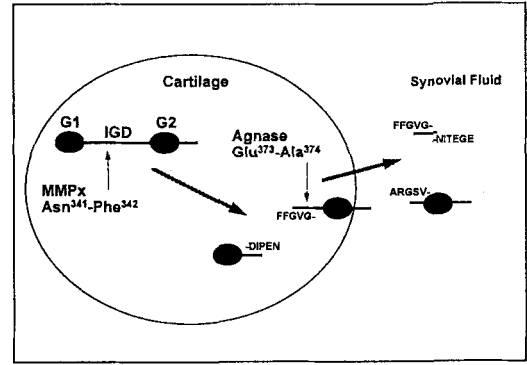 Cartilage
Synovial Fluid
G1
IGD
G2
MMPx
Asn341-Phe342
Agnase
Glu373-Ala374
FFGVG-
-DIPEN
FFGVG-
-NITEGE
ARGSV-